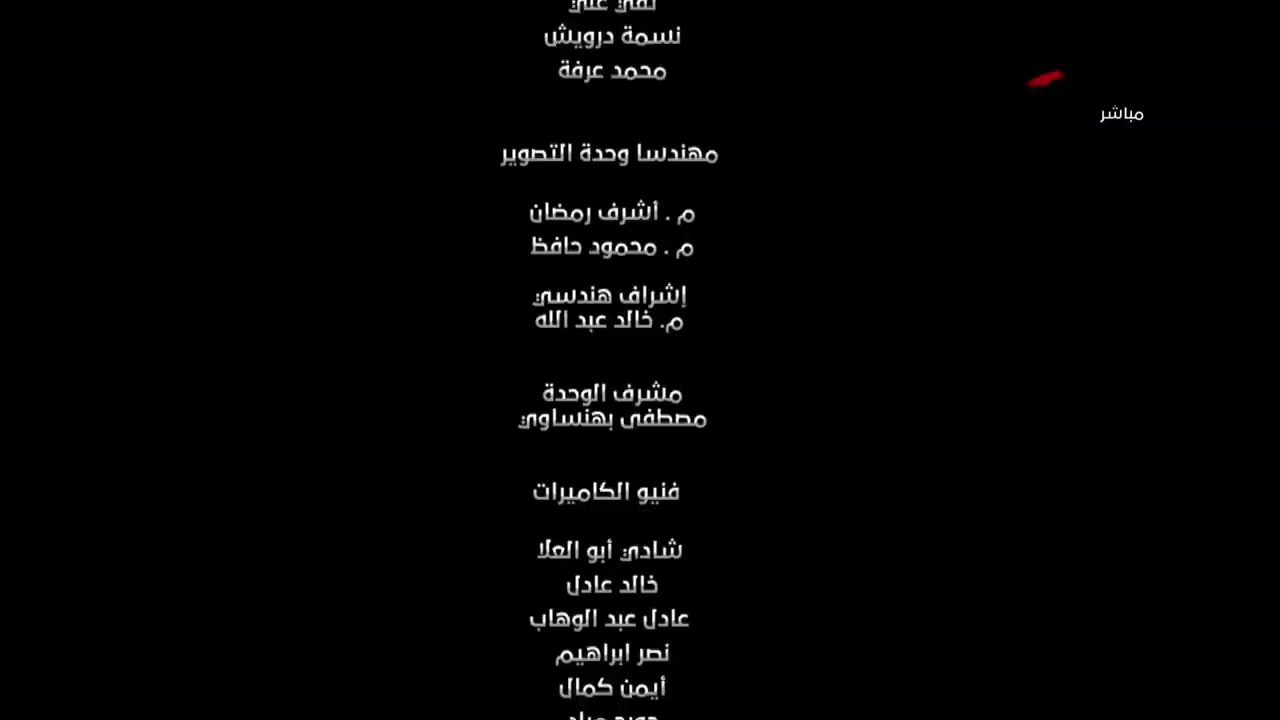 نسمة درويش
محمد عرفة
مباشر
مهندسا وحدة التصوير
م . أشرف رمضان
م . محمود حافظ
إشراف هندسي
م. خالد عبد الله
مشرف الوحدة
مصطفى بهنساوي
فنيو الكاميرات
شادي أبو العلا
خالد عادل
عادل عبد الوهاب
نصر ابراهيم
أيمن كمال